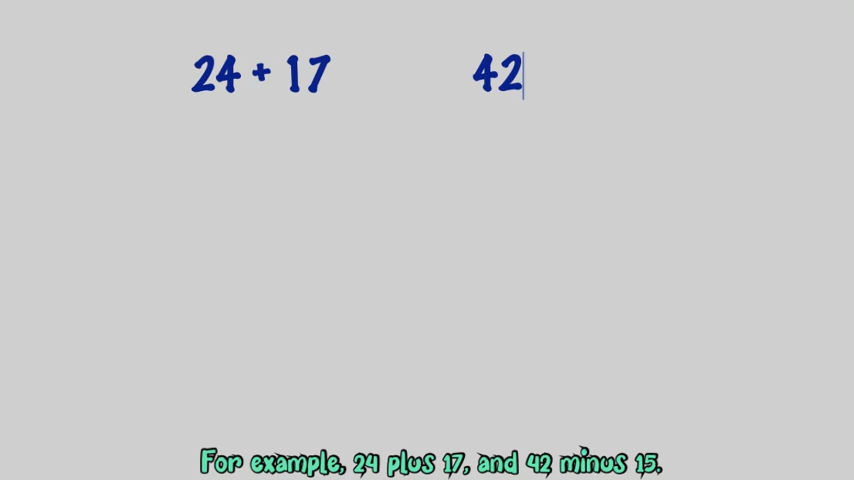 24 + 17 42
For example, 24 plus 17, and 42 minus 15.